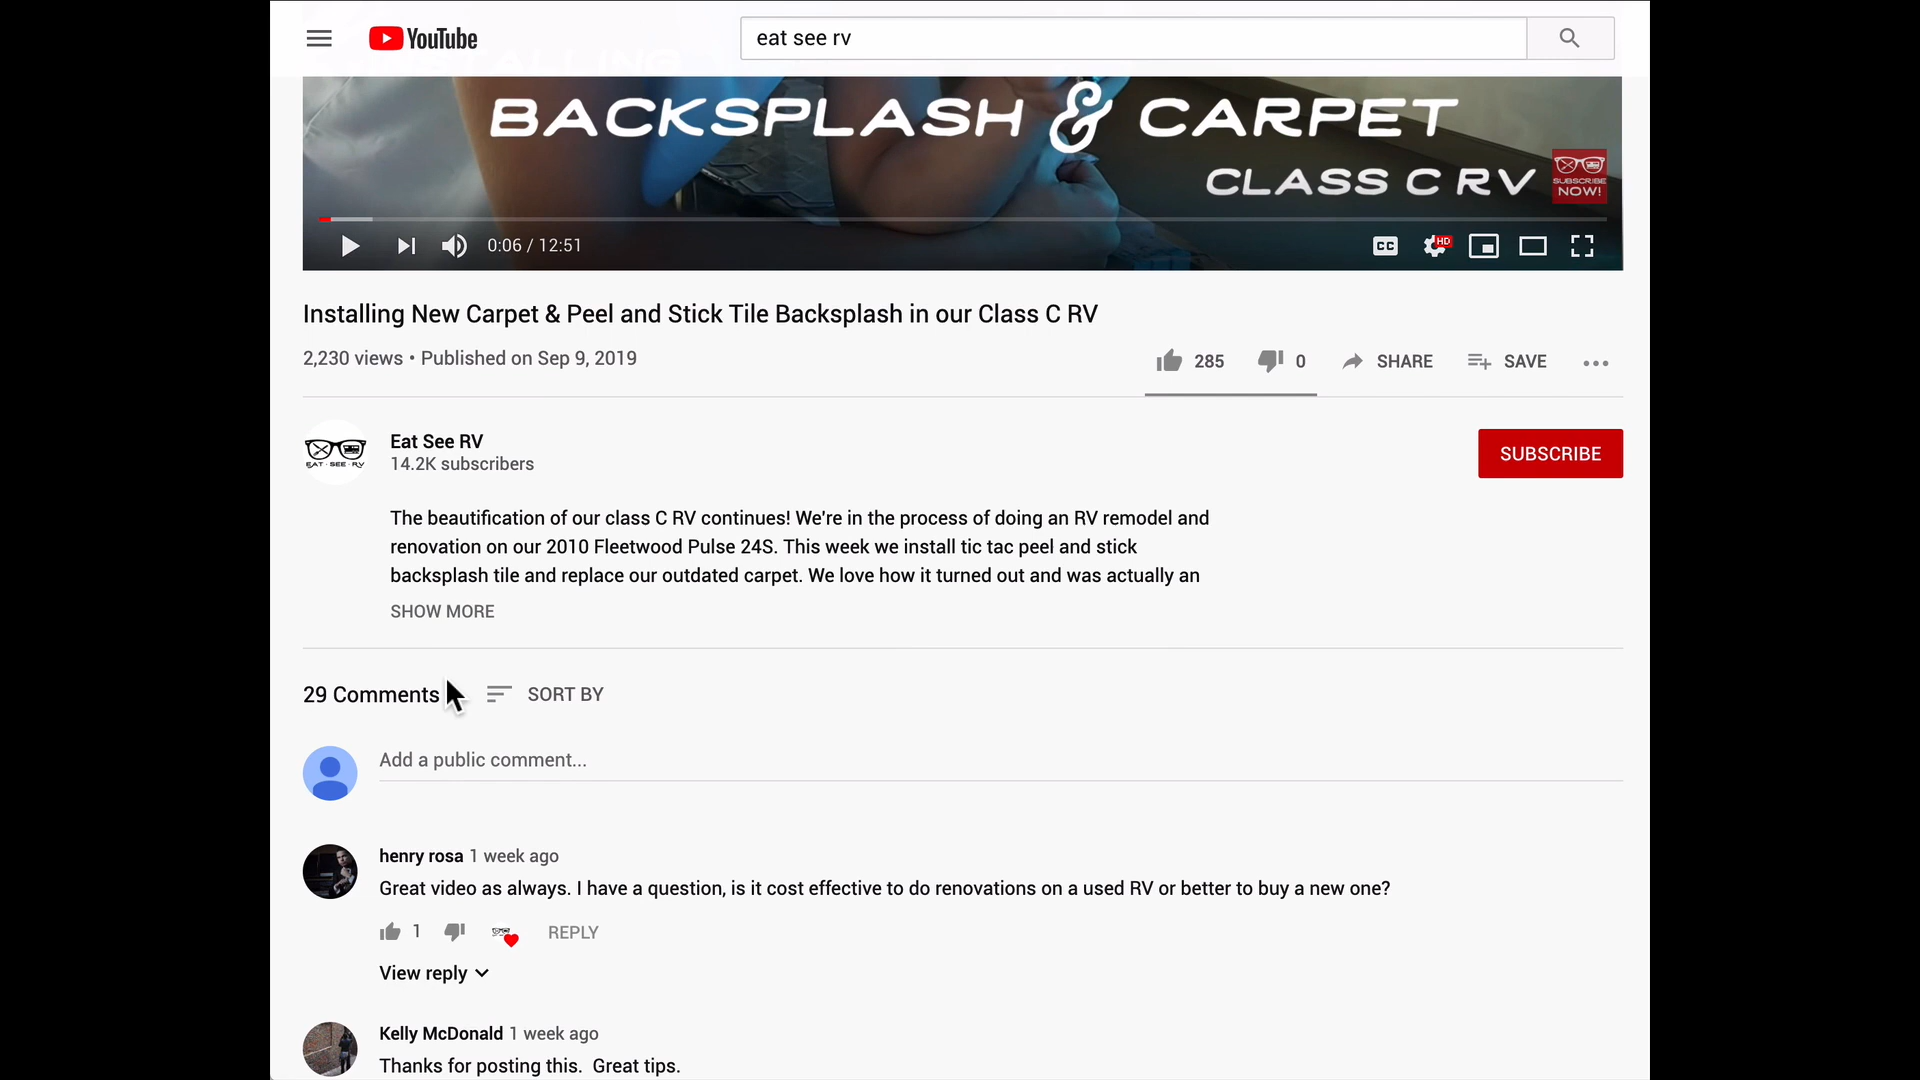 YouTube
eat see rv
INSTALLING
BACKSPLASH & CARPET
CLASS C RV
SUBSCRIBE
NOW!
0:06 / 12:51
CC
HD
Installing New Carpet & Peel and Stick Tile Backsplash in our Class C RV
2,230 views • Published on Sep 9, 2019
285
0
SHARE
SAVE
EAT·SEE·RV
Eat See RV
14.2K subscribers
SUBSCRIBE
The beautification of our class C RV continues! We're in the process of doing an RV remodel and
renovation on our 2010 Fleetwood Pulse 24S. This week we install tic tac peel and stick
backsplash tile and replace our outdated carpet. We love how it turned out and was actually an
SHOW MORE
29 Comments
SORT BY
Add a public comment...
henry rosa 1 week ago
Great video as always. I have a question, is it cost effective to do renovations on a used RV or better to buy a new one?
1
REPLY
View reply
Kelly McDonald 1 week ago
Thanks for posting this.  Great tips.